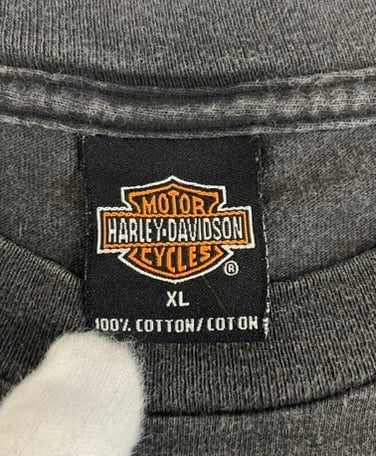 MOTOR
HARLEY-DAVIDSON
CYCLES
®
XL
100% COTTON/COTON